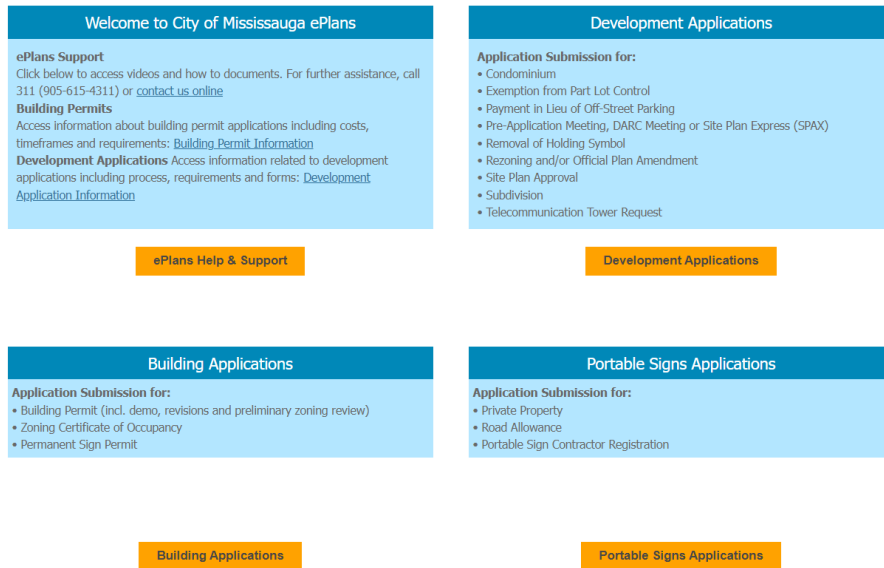 Welcome to City of Mississauga ePlans
ePlans Support
Click below to access videos and how to documents. For further assistance, call
311 (905-615-4311) or contact us online
Building Permits
Access information about building permit applications including costs,
timeframes and requirements: Building Permit Information
Development Applications Access information related to development
applications including process, requirements and forms: Development
Application Information
ePlans Help & Support
Development Applications
Application Submission for:
• Condominium
• Exemption from Part Lot Control
• Payment in Lieu of Off-Street Parking
• Pre-Application Meeting, DARC Meeting or Site Plan Express (SPAX)
• Removal of Holding Symbol
• Rezoning and/or Official Plan Amendment
• Site Plan Approval
• Subdivision
• Telecommunication Tower Request
Development Applications
Building Applications
Application Submission for:
• Building Permit (incl. demo, revisions and preliminary zoning review)
• Zoning Certificate of Occupancy
• Permanent Sign Permit
Building Applications
Portable Signs Applications
Application Submission for:
• Private Property
• Road Allowance
• Portable Sign Contractor Registration
Portable Signs Applications